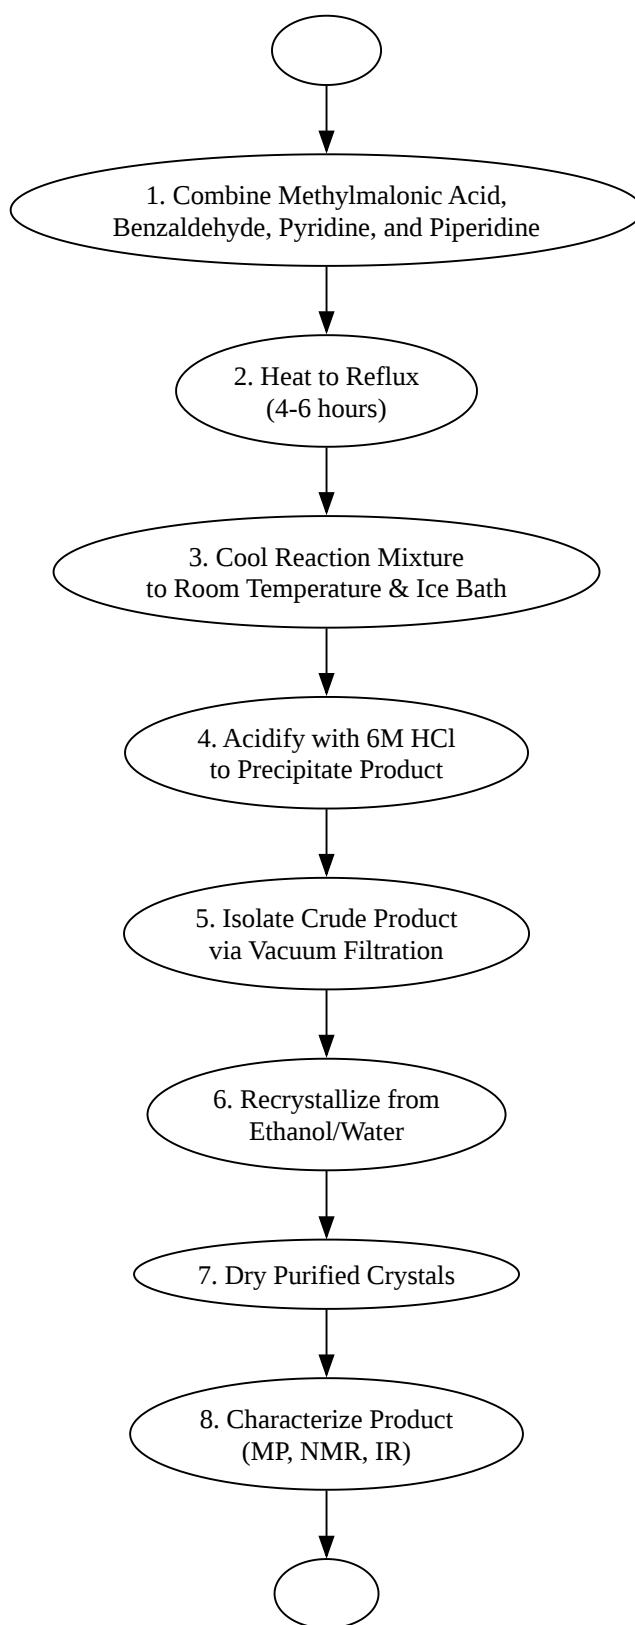 1. Combine Methylmalonic Acid,
Benzaldehyde, Pyridine, and Piperidine
2. Heat to Reflux
(4-6 hours)
3. Cool Reaction Mixture
to Room Temperature & Ice Bath
4. Acidify with 6M HCl
to Precipitate Product
5. Isolate Crude Product
via Vacuum Filtration
6. Recrystallize from
Ethanol/Water
7. Dry Purified Crystals
8. Characterize Product
(MP, NMR, IR)